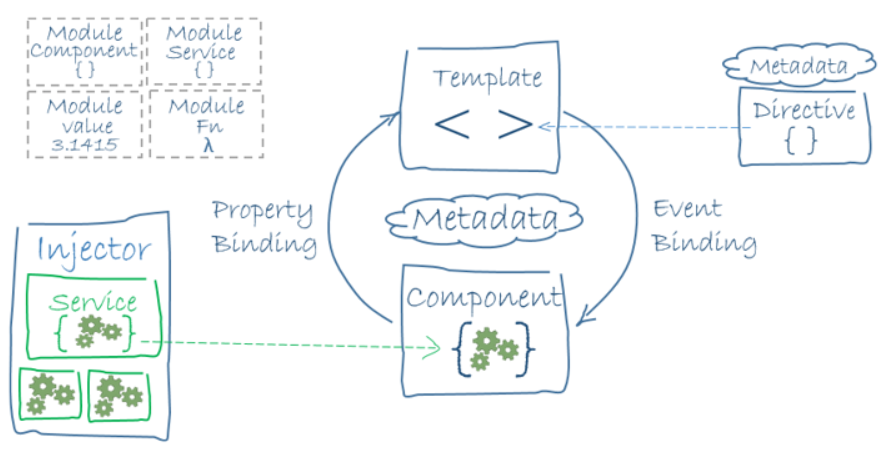 Module
Component
{ }
Module
Service
{ }
Module
value
3.1415
Module
Fn
λ
Template
< >
Metadata
Directive
{ }
Property
Binding
Metadata
Event
Binding
Injector
Service
{ }
Component
{ }